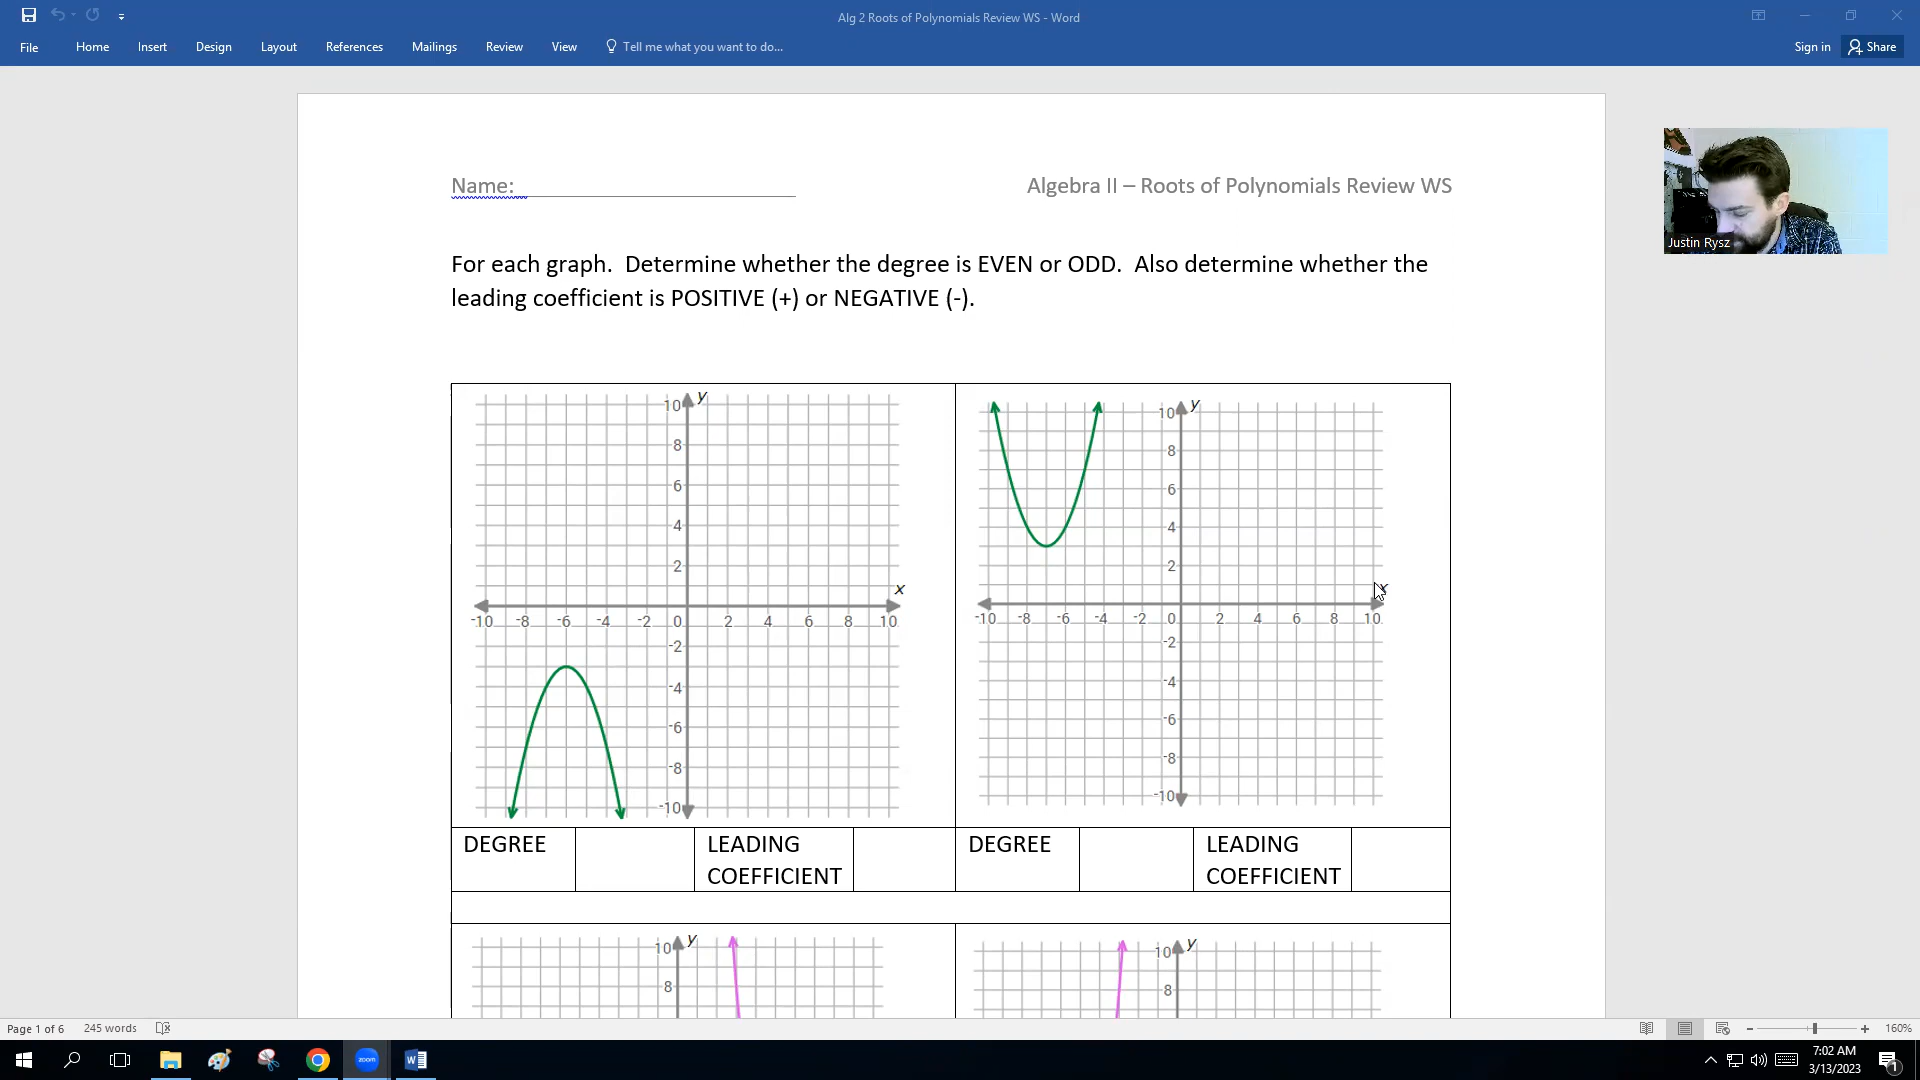 Alg 2 Roots of Polynomials Review WS - Word
File Home Insert Design Layout References Mailings Review View Tell me what you want to do... Sign in Share
Name:
Algebra II – Roots of Polynomials Review WS
Justin Rysz
For each graph. Determine whether the degree is EVEN or ODD. Also determine whether the
leading coefficient is POSITIVE (+) or NEGATIVE (-).
10 y
8
6
4
2
x
-10 -8 -6 -4 -2 0 2 4 6 8 10
-2
-4
-6
-8
-10
10 y
8
6
4
2
x
-10 -8 -6 -4 -2 0 2 4 6 8 10
-2
-4
-6
-8
-10
DEGREE LEADING
COEFFICIENT
DEGREE LEADING
COEFFICIENT
10 y
8
10 y
8
Page 1 of 6 245 words 160%
zoom
7:02 AM
3/13/2023
1